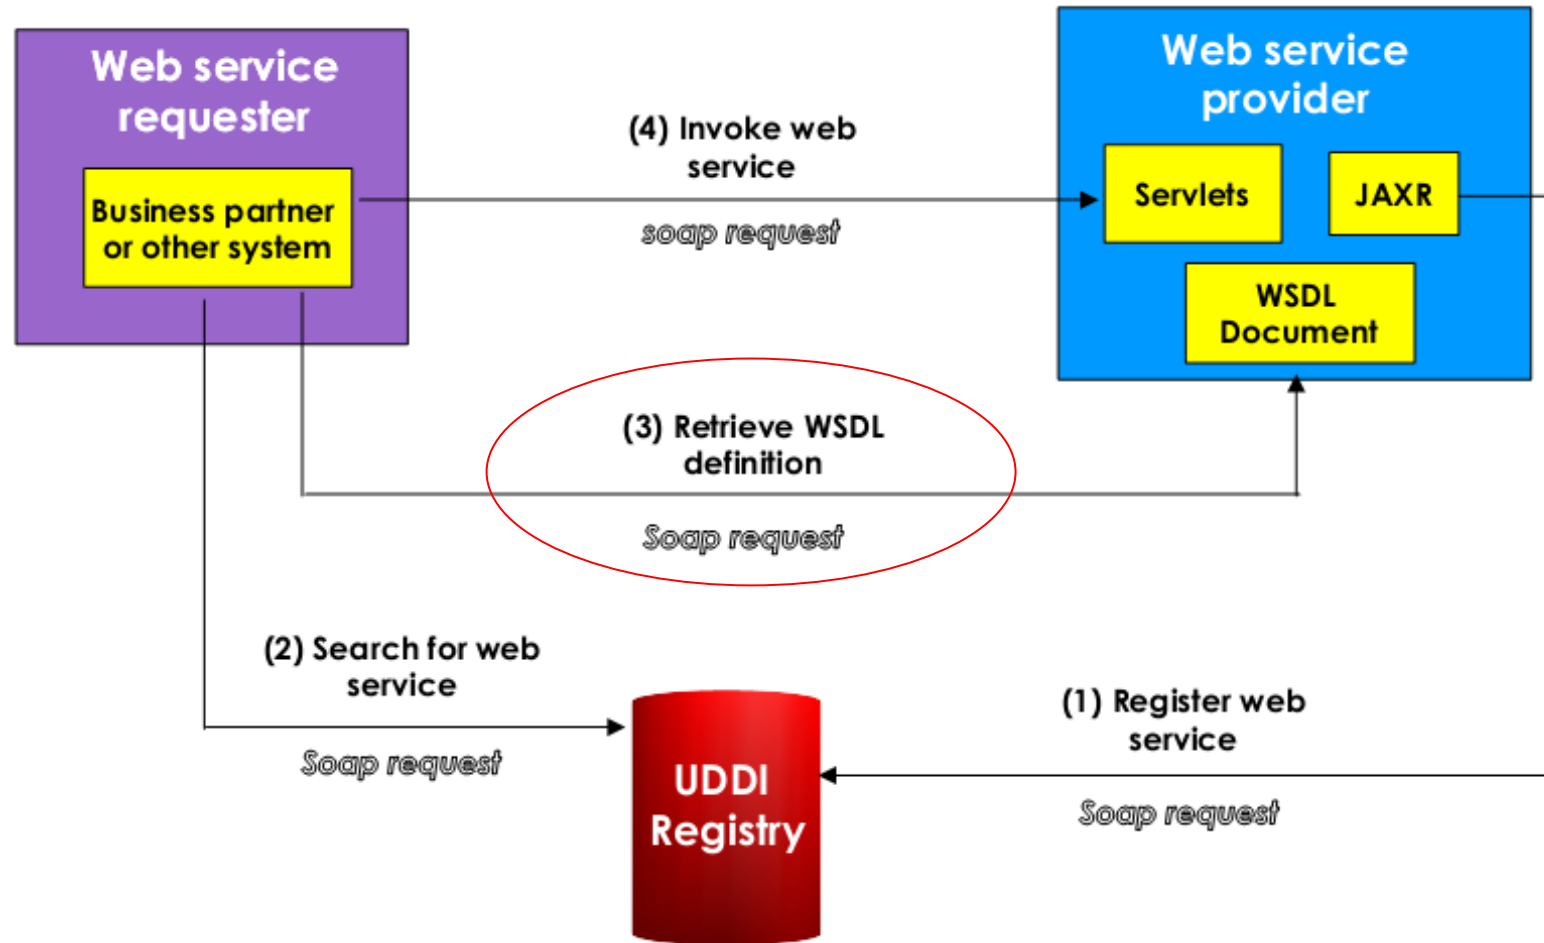 Web service
requester
Business partner
or other system
(4) Invoke web
service
soap request
Web service
provider
Servlets
JAXR
WSDL
Document
(3) Retrieve WSDL
definition
Soap request
(2) Search for web
service
Soap request
UDDI
Registry
(1) Register web
service
Soap request